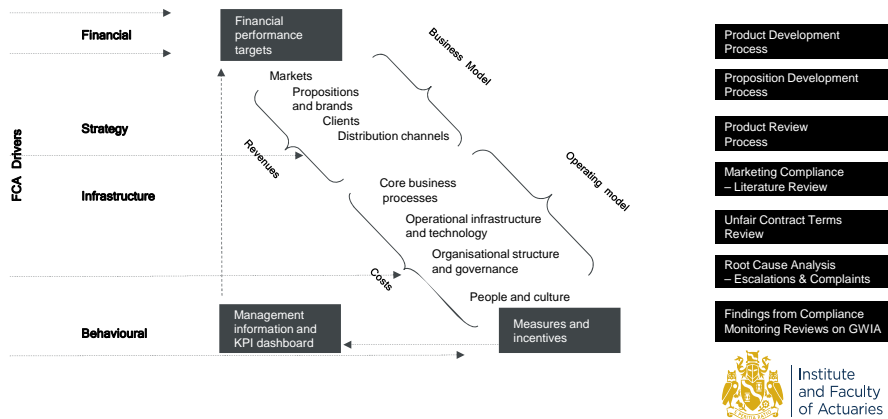 Financial
Financial
performance
targets
Business Model
Markets
Propositions
and brands
Clients
Distribution channels
Strategy
Revenues
FCA Drivers
Infrastructure
Core business
processes
Operating model
Operational infrastructure
and technology
Organisational structure
and governance
Costs
People and culture
Behavioural
Management
information and
KPI dashboard
Measures and
incentives
Product Development
Process
Proposition Development
Process
Product Review
Process
Marketing Compliance
– Literature Review
Unfair Contract Terms
Review
Root Cause Analysis
– Escalations & Complaints
Findings from Compliance
Monitoring Reviews on GWIA
Institute
and Faculty
of Actuaries